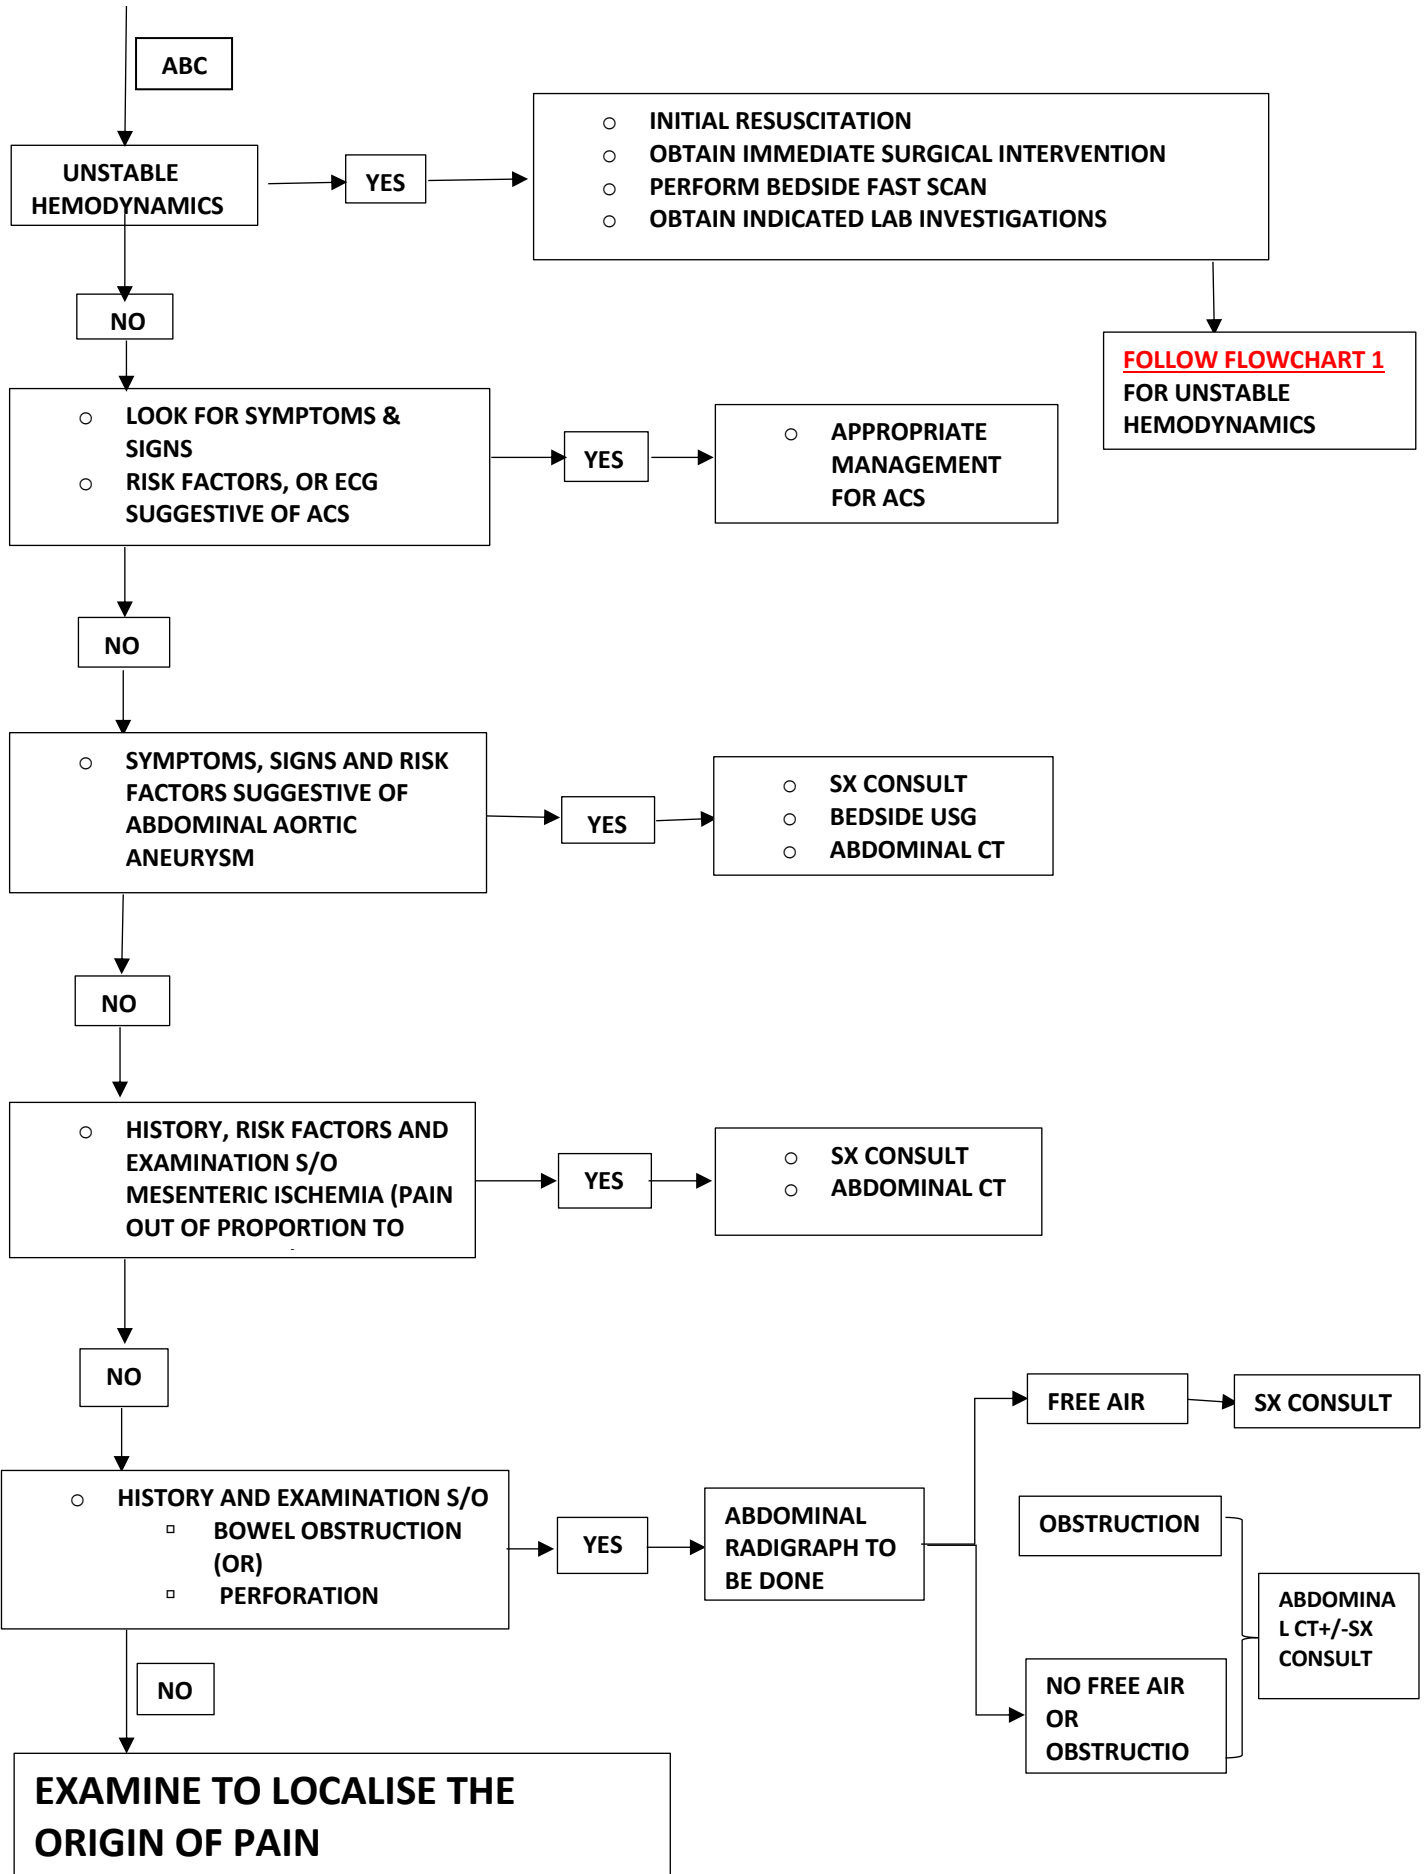 ABC
UNSTABLE
HEMODYNAMICS
YES
○ INITIAL RESUSCITATION
○ OBTAIN IMMEDIATE SURGICAL INTERVENTION
○ PERFORM BEDSIDE FAST SCAN
○ OBTAIN INDICATED LAB INVESTIGATIONS
NO
FOLLOW FLOWCHART 1
FOR UNSTABLE
HEMODYNAMICS
○ LOOK FOR SYMPTOMS &
SIGNS
○ RISK FACTORS, OR ECG
SUGGESTIVE OF ACS
YES
○ APPROPRIATE
MANAGEMENT
FOR ACS
NO
○ SYMPTOMS, SIGNS AND RISK
FACTORS SUGGESTIVE OF
ABDOMINAL AORTIC
ANEURYSM
YES
○ SX CONSULT
○ BEDSIDE USG
○ ABDOMINAL CT
NO
○ HISTORY, RISK FACTORS AND
EXAMINATION S/O
MESENTERIC ISCHEMIA (PAIN
OUT OF PROPORTION TO
YES
○ SX CONSULT
○ ABDOMINAL CT
NO
○ HISTORY AND EXAMINATION S/O
▫ BOWEL OBSTRUCTION
(OR)
▫ PERFORATION
YES
ABDOMINAL
RADIGRAPH TO
BE DONE
FREE AIR
SX CONSULT
OBSTRUCTION
NO FREE AIR
OR
OBSTRUCTIO
ABDOMINA
L CT+/-SX
CONSULT
NO
EXAMINE TO LOCALISE THE
ORIGIN OF PAIN